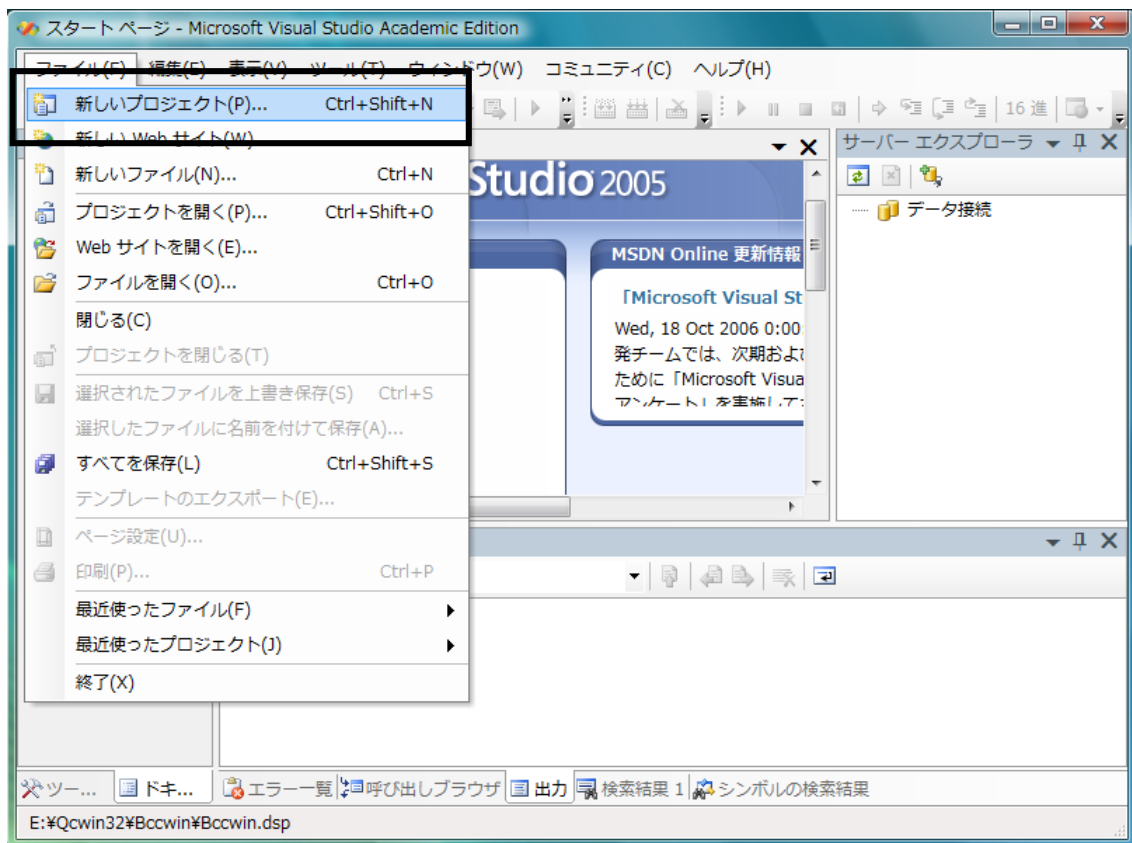 スタート ページ - Microsoft Visual Studio Academic Edition
ファイル(F) 編集(E) 表示(V) ツール(T) ウィンドウ(W) コミュニティ(C) ヘルプ(H)
新しいプロジェクト(P)... Ctrl+Shift+N
16 進
新しい Web サイト(W)
サーバー エクスプローラ
新しいファイル(N)... Ctrl+N
Studio 2005
プロジェクトを開く(P)... Ctrl+Shift+O
データ接続
Web サイトを開く(E)...
MSDN Online 更新情報
ファイルを開く(O)... Ctrl+O
「Microsoft Visual St
閉じる(C)
Wed, 18 Oct 2006 0:00
プロジェクトを閉じる(T)
発チームでは、次期およ
選択されたファイルを上書き保存(S) Ctrl+S
ために「Microsoft Visua
アンケート」を実施して
選択したファイルに名前を付けて保存(A)...
すべてを保存(L) Ctrl+Shift+S
テンプレートのエクスポート(E)...
ページ設定(U)...
印刷(P)... Ctrl+P
最近使ったファイル(F)
最近使ったプロジェクト(J)
終了(X)
ツー... ドキ... エラー一覧 呼び出しブラウザ 出力 検索結果 1 シンボルの検索結果
E:¥Qcwin32¥Bccwin¥Bccwin.dsp